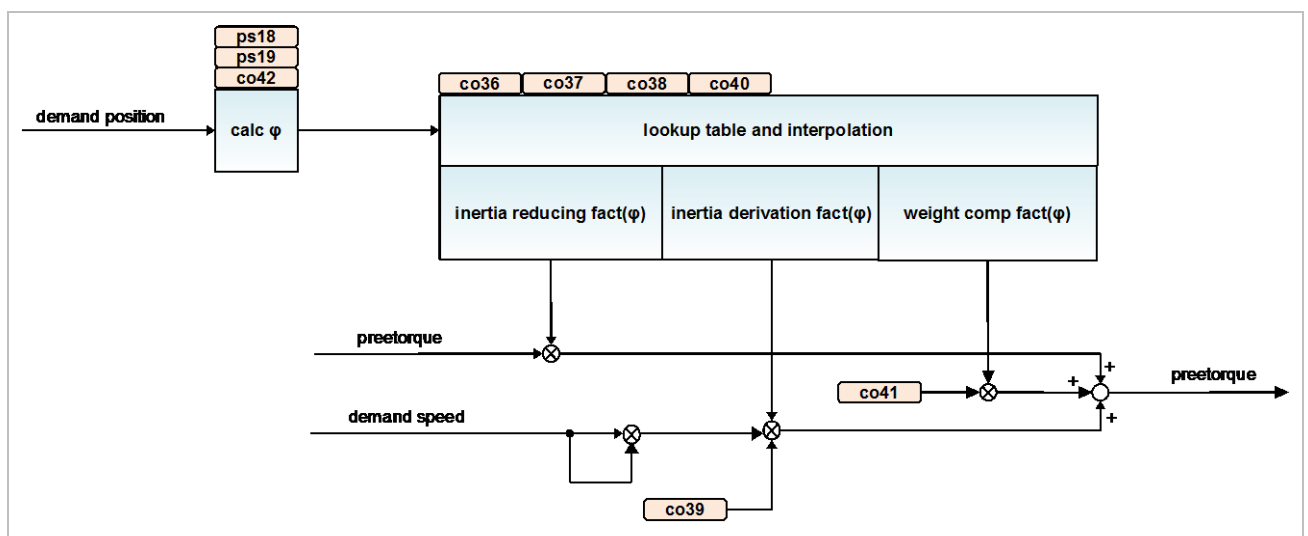 ps18
ps19
co42
demand position
calc φ
co36 co37 co38 co40
lookup table and interpolation
inertia reducing fact(φ) inertia derivation fact(φ) weight comp fact(φ)
preetorque
+
co41
+
preetorque
demand speed
+
co39